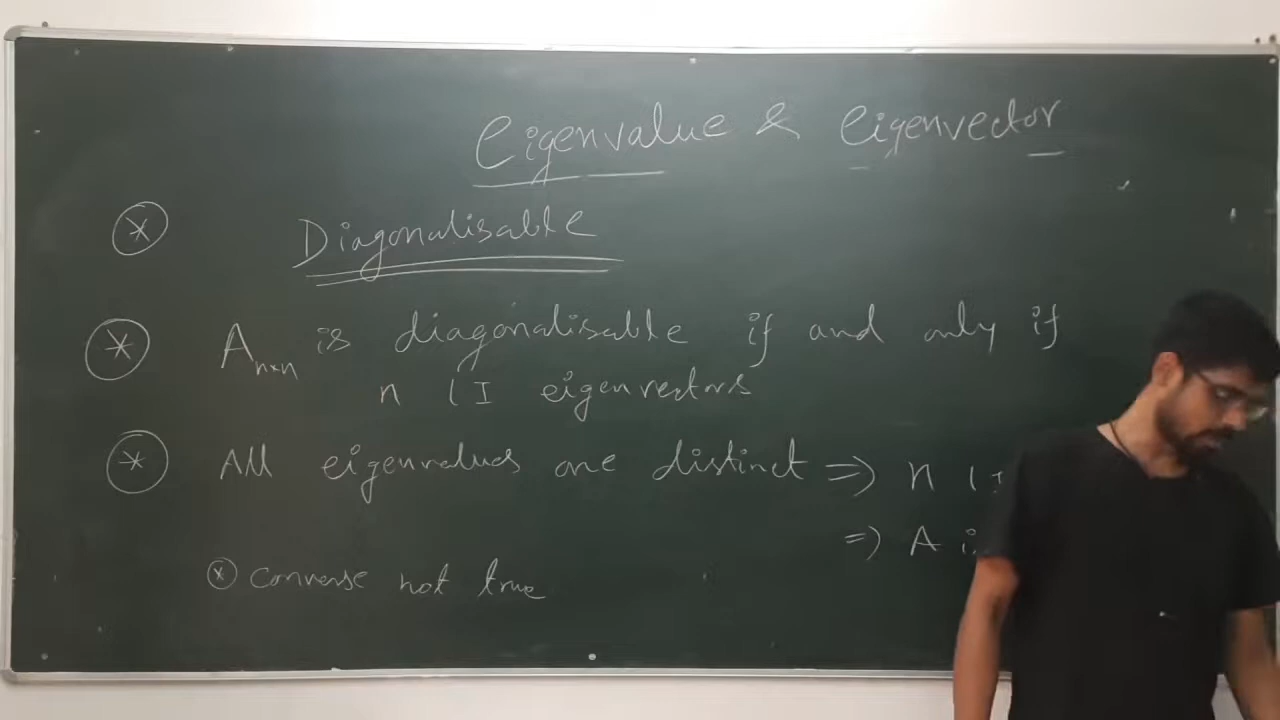 Eigenvalue & Eigenvector
* Diagonalisable
* Anxn is diagonalisable if and only if
n LI eigenvectors
* All eigenvalues are distinct => n LI
=> A is
* converse not true